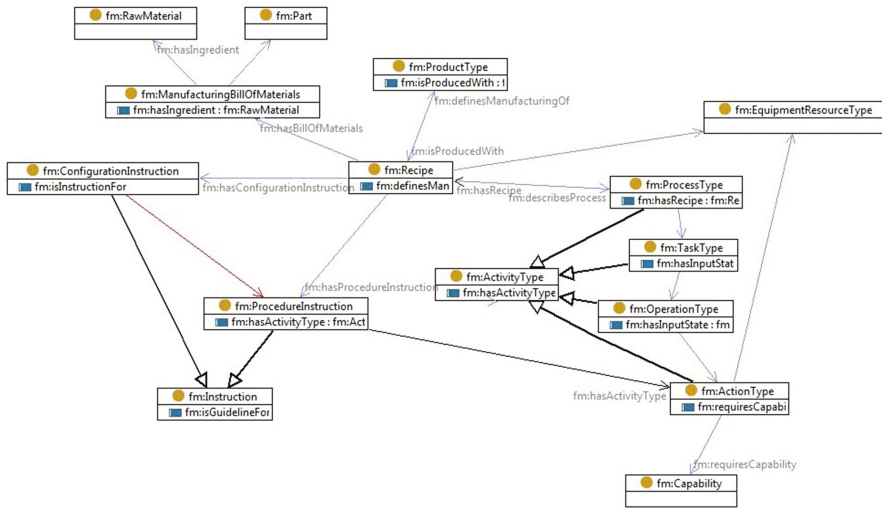 fm:RawMaterial
fm:Part
fm:hasIngredient
fm:ManufacturingBillOfMaterials
fm:hasIngredient : fm:RawMaterial
fm:ProductType
fm:isProducedWith : f
fm:definesManufacturingOf
fm:EquipmentResourceType
fm:hasBillOfMaterials
fm:isProducedWith
fm:ConfigurationInstruction
fm:isInstructionFor
fm:hasConfigurationInstruction
fm:Recipe
fm:definesMan
fm:hasRecipe
fm:describesProcess
fm:ProcessType
fm:hasRecipe : fm:Re
fm:TaskType
fm:hasInputStat
fm:ActivityType
fm:hasActivityType
fm:hasProcedureInstruction
fm:ProcedureInstruction
fm:hasActivityType : fm:Act
fm:OperationType
fm:hasInputState : fm
fm:Instruction
fm:isGuidelineFor
fm:hasActivityType
fm:ActionType
fm:requiresCapabi
fm:requiresCapability
fm:Capability